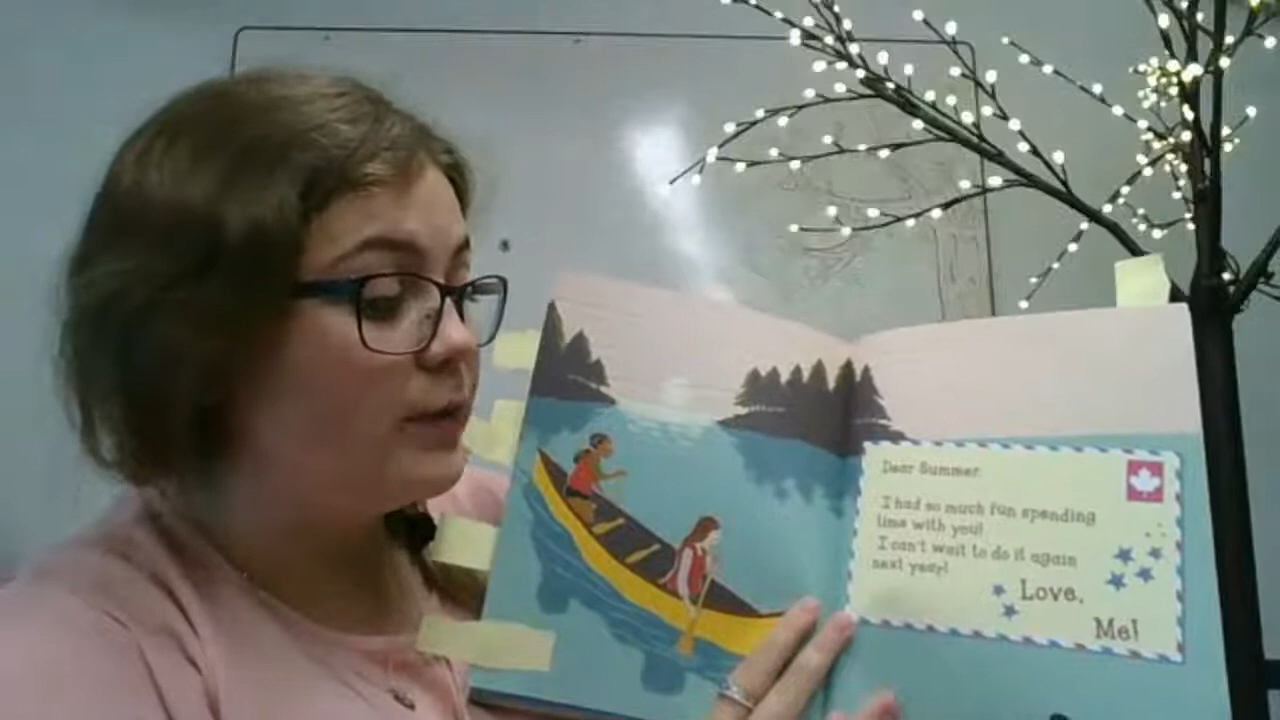 Dear Summer,
I had so much fun spending
time with you!
I can't wait to do it again
next year!
Love,
Me!